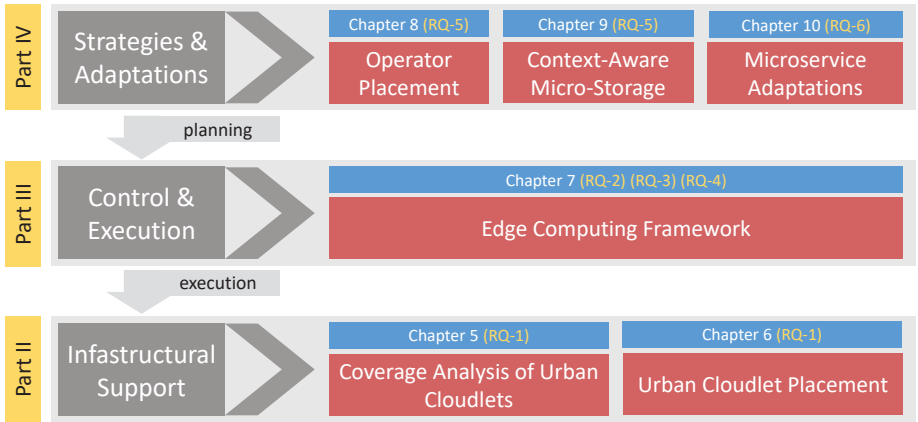 Part IV
Strategies &
Adaptations
Chapter 8 (RQ-5)
Operator
Placement
Chapter 9 (RQ-5)
Context-Aware
Micro-Storage
Chapter 10 (RQ-6)
Microservice
Adaptations
planning
Part III
Control &
Execution
Chapter 7 (RQ-2) (RQ-3) (RQ-4)
Edge Computing Framework
execution
Part II
Infastructural
Support
Chapter 5 (RQ-1)
Coverage Analysis of Urban
Cloudlets
Chapter 6 (RQ-1)
Urban Cloudlet Placement